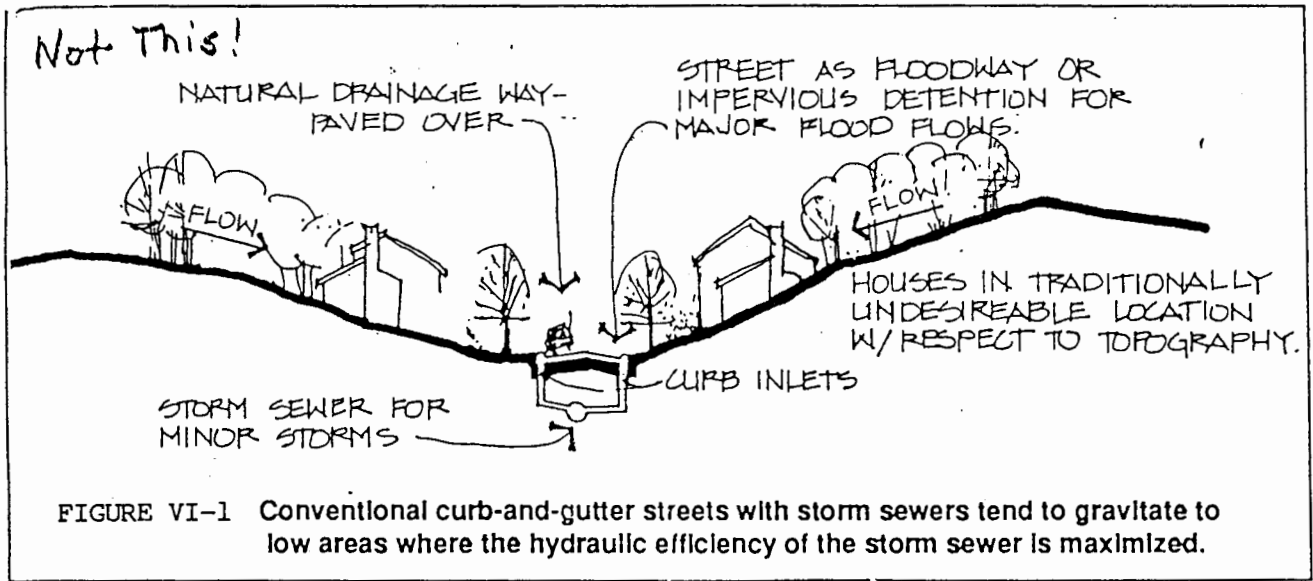 Not This!
NATURAL DRAINAGE WAY-
PAVED OVER
STREET AS FLOODWAY OR
IMPERVIOUS DETENTION FOR
MAJOR FLOOD FLOWS.
FLOW
FLOW
HOUSES IN TRADITIONALLY
UNDESIREABLE LOCATION
W/RESPECT TO TOPOGRAPHY.
CURB INLETS
STORM SEWER FOR
MINOR STORMS
FIGURE VI-1 Conventional curb-and-gutter streets with storm sewers tend to gravitate to
low areas where the hydraulic efficiency of the storm sewer is maximized.